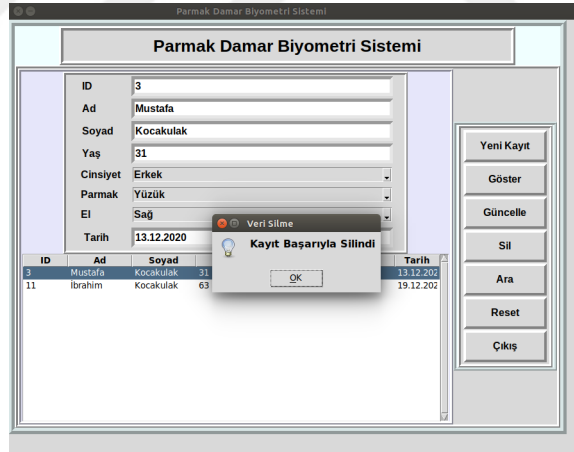 Parmak Damar Biyometri Sistemi
Parmak Damar Biyometri Sistemi
ID 3
Ad Mustafa
Soyad Kocakulak
Yaş 31
Cinsiyet Erkek
Parmak Yüzük
El Sağ
Tarih 13.12.2020
Veri Silme
Kayıt Başarıyla Silindi
OK
ID Ad Soyad Tarih
3 Mustafa Kocakulak 31 13.12.202
11 İbrahim Kocakulak 63 19.12.202
Yeni Kayıt
Göster
Güncelle
Sil
Ara
Reset
Çıkış